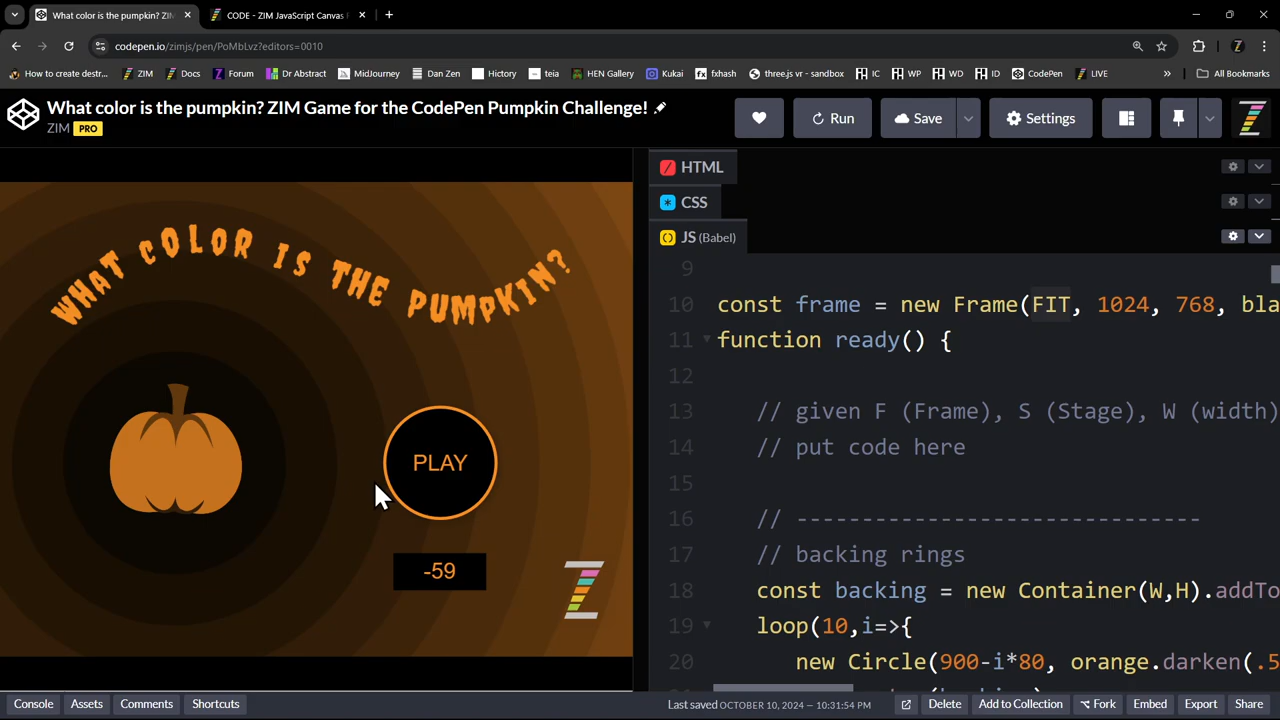 What color is the pumpkin? ZIM
CODE - ZIM JavaScript Canvas
codepen.io/zimjs/pen/PoMbLvz?editors=0010
How to create destr... ZIM Docs Forum Dr Abstract MidJourney Dan Zen Hictory teia HEN Gallery Kukai fxhash three.js vr - sandbox IC WP WD ID CodePen LIVE » All Bookmarks
What color is the pumpkin? ZIM Game for the CodePen Pumpkin Challenge!
ZIM PRO
Run Save Settings
WHAT COLOR IS THE PUMPKIN?
PLAY
-59
HTML
CSS
JS (Babel)
9
10 const frame = new Frame(FIT, 1024, 768, bla
11 function ready() {
12
13 // given F (Frame), S (Stage), W (width)
14 // put code here
15
16 // -------------------------------
17 // backing rings
18 const backing = new Container(W,H).addTo
19 loop(10,i=>{
20 new Circle(900-i*80, orange.darken(.5
Console Assets Comments Shortcuts
Last saved OCTOBER 10, 2024 — 10:31:54 PM
Delete Add to Collection Fork Embed Export Share